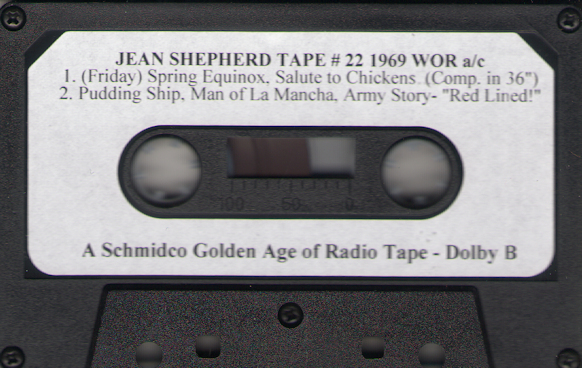 JEAN SHEPHERD TAPE # 22 1969 WOR a/c
1. (Friday) Spring Equinox, Salute to Chickens (Comp. in 36")
2. Pudding Ship, Man of La Mancha, Army Story- "Red Lined!"
100 50 0
A Schmidco Golden Age of Radio Tape - Dolby B